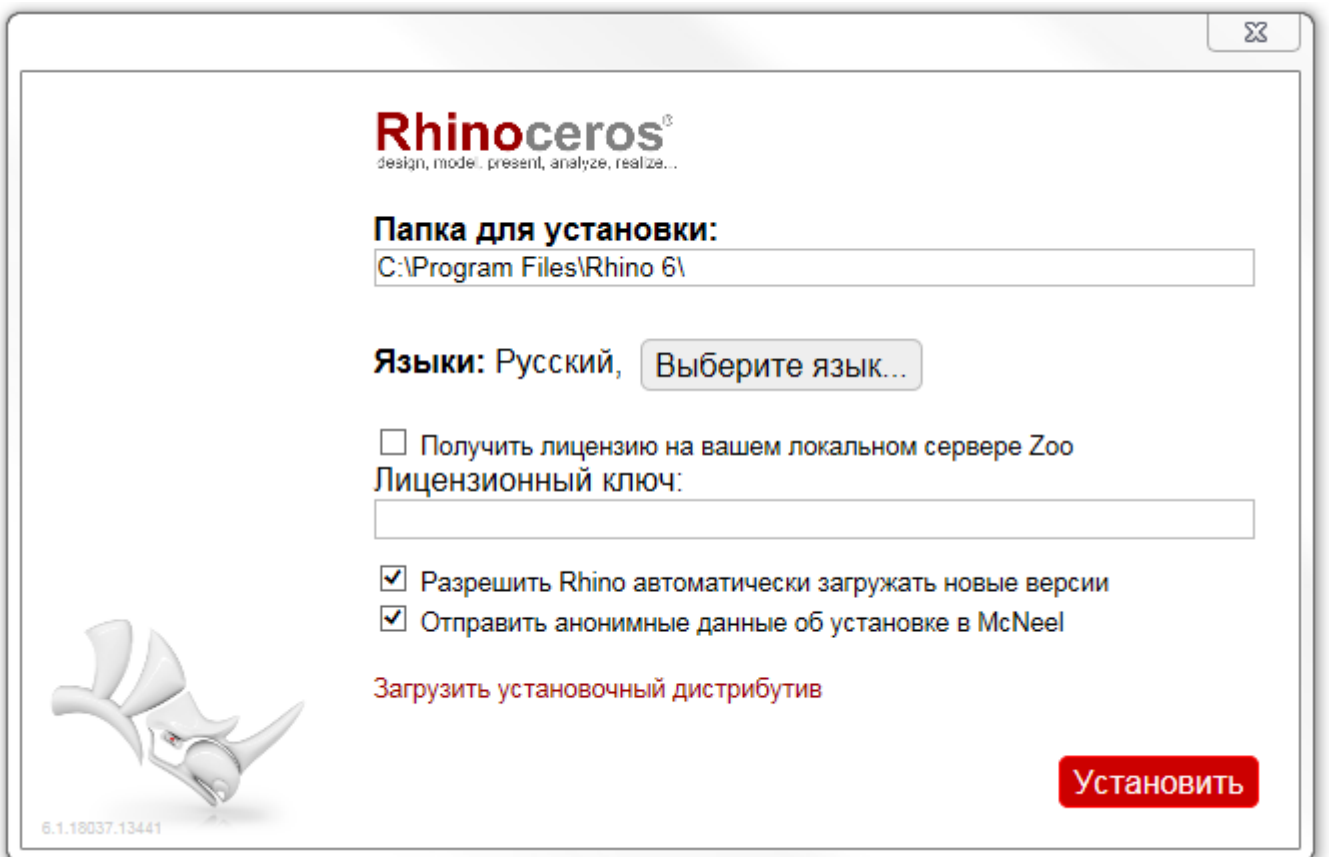 Rhinoceros®
design, model, present, analyze, realize...
Папка для установки:
C:\Program Files\Rhino 6\
Языки: Русский, Выберите язык...
Получить лицензию на вашем локальном сервере Zoo
Лицензионный ключ:
Разрешить Rhino автоматически загружать новые версии
Отправить анонимные данные об установке в McNeel
Загрузить установочный дистрибутив
Установить
6.1.18037.13441